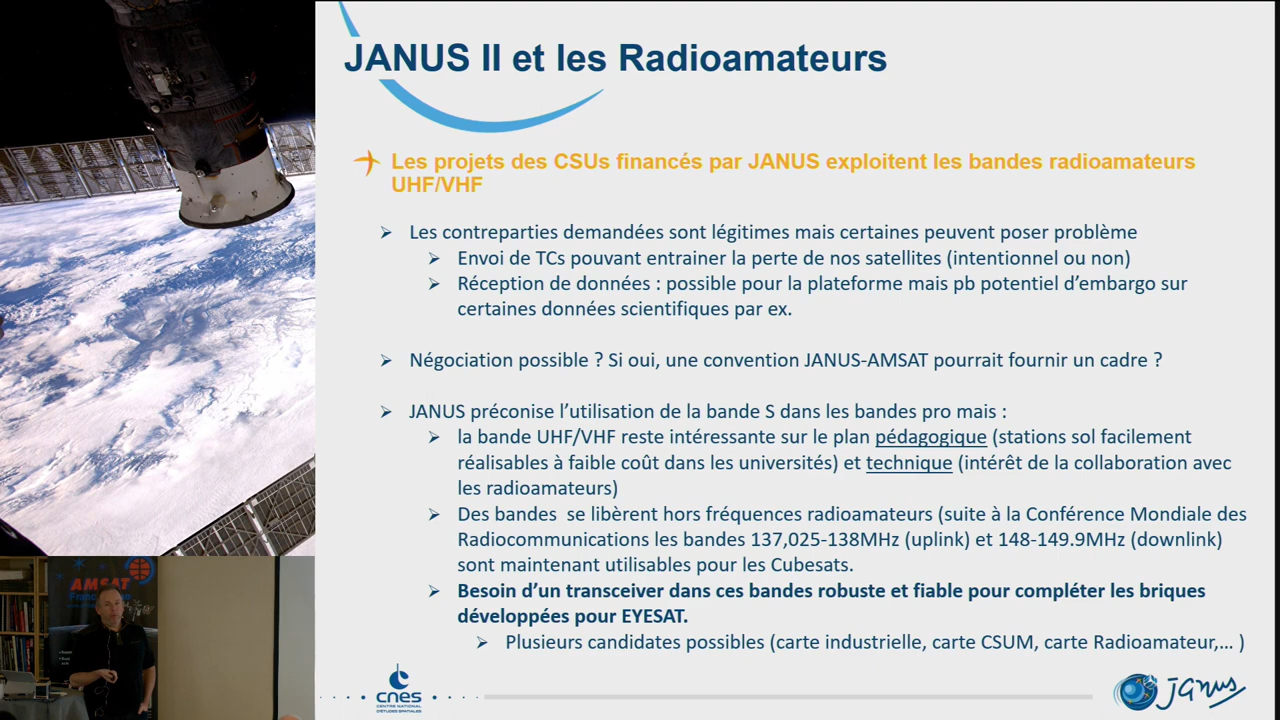 JANUS II et les Radioamateurs
Les projets des CSUs financés par JANUS exploitent les bandes radioamateurs
UHF/VHF
Les contreparties demandées sont légitimes mais certaines peuvent poser problème
Envoi de TCs pouvant entrainer la perte de nos satellites (intentionnel ou non)
Réception de données : possible pour la plateforme mais pb potentiel d’embargo sur
certaines données scientifiques par ex.
Négociation possible ? Si oui, une convention JANUS-AMSAT pourrait fournir un cadre ?
JANUS préconise l’utilisation de la bande S dans les bandes pro mais :
la bande UHF/VHF reste intéressante sur le plan pédagogique (stations sol facilement
réalisables à faible coût dans les universités) et technique (intérêt de la collaboration avec
les radioamateurs)
Des bandes se libèrent hors fréquences radioamateurs (suite à la Conférence Mondiale des
Radiocommunications les bandes 137,025-138MHz (uplink) et 148-149.9MHz (downlink)
sont maintenant utilisables pour les Cubesats.
Besoin d’un transceiver dans ces bandes robuste et fiable pour compléter les briques
développées pour EYESAT.
Plusieurs candidates possibles (carte industrielle, carte CSUM, carte Radioamateur,… )
AMSAT
cnes
CENTRE NATIONAL
D'ÉTUDES SPATIALES
Janus